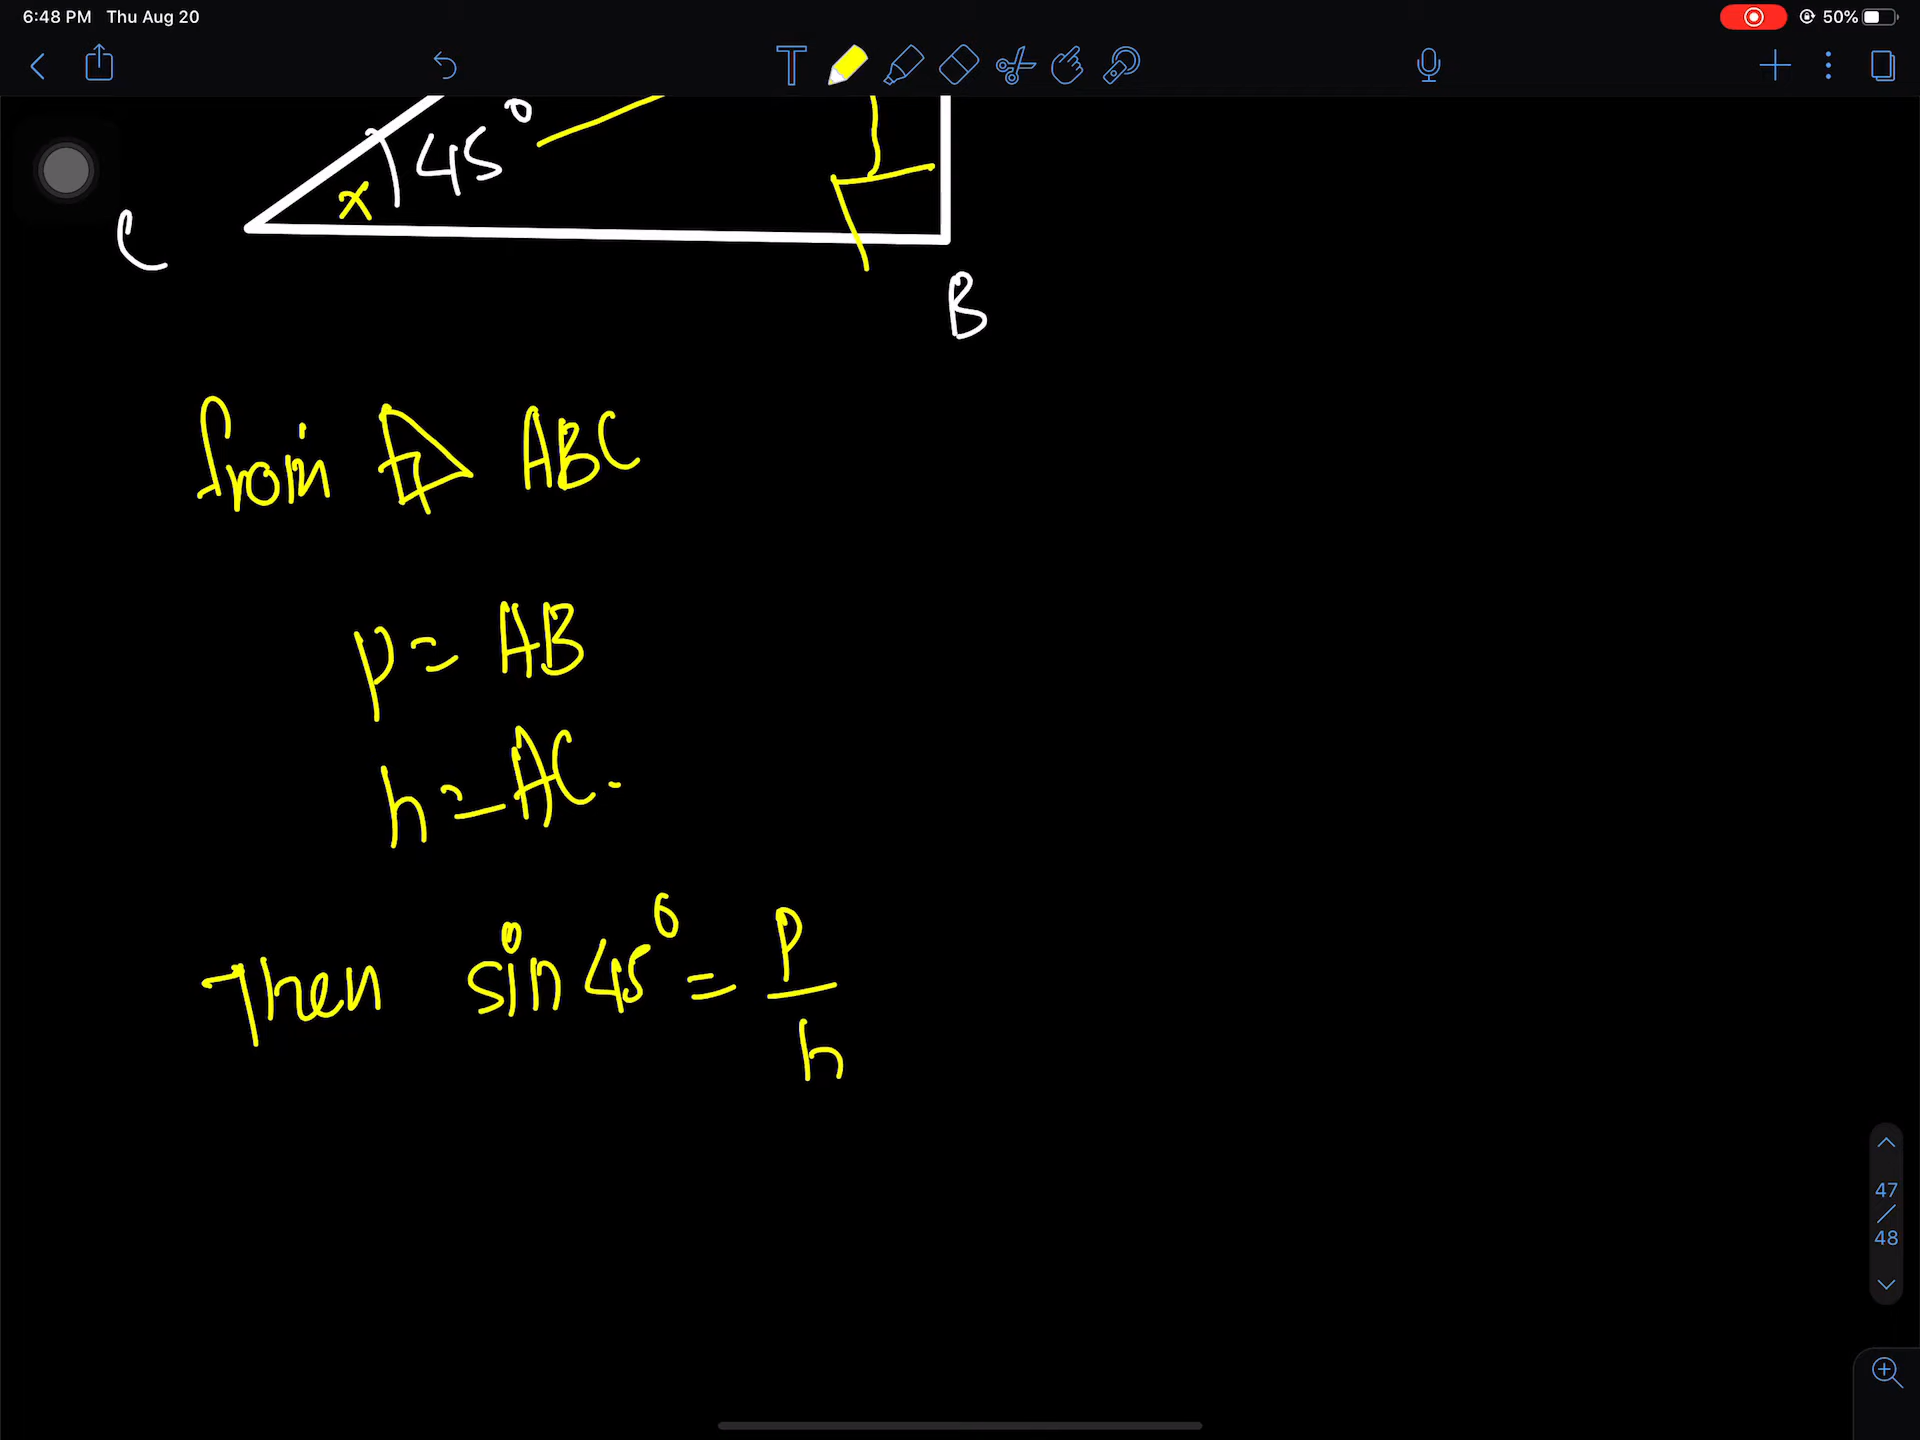 6:48 PM Thu Aug 20
50%
T
45°
x
C
B
from ABC
p = AB
h = AC.
Then sin 45° = p
h
47
/
48